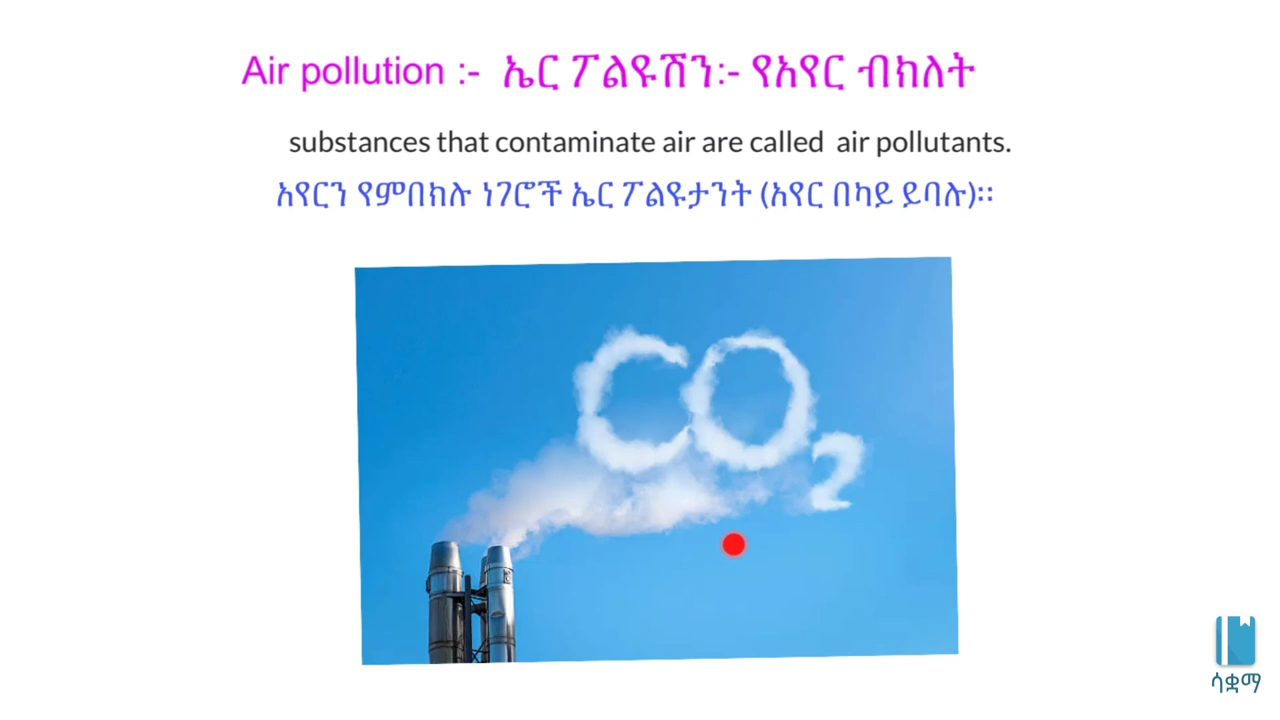 Air pollution :- ኤር ፖልዩሽን:- የአየር ብክለት
substances that contaminate air are called air pollutants.
አየርን የምበክሉ ነገሮች ኤር ፖልዩታንት (አየር በካይ ይባሉ)፡፡
CO2
ሳቋማ